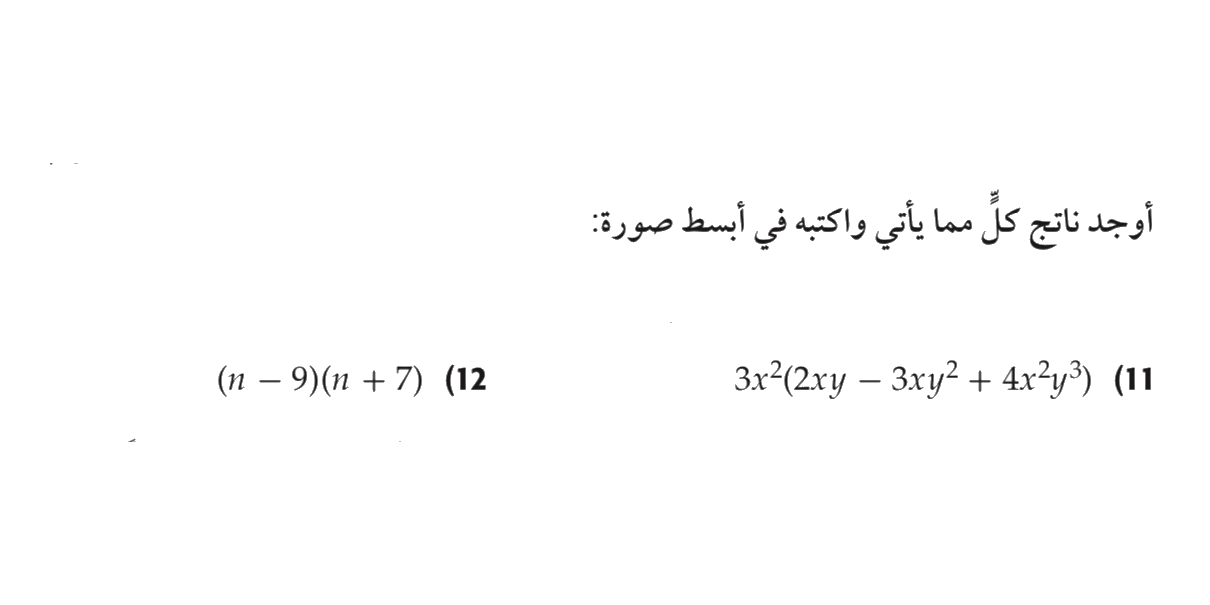 أوجد ناتج كلٍّ مما يأتي واكتبه في أبسط صورة:
(11 3x²(2xy − 3xy² + 4x²y³)
(12 (n − 9)(n + 7)